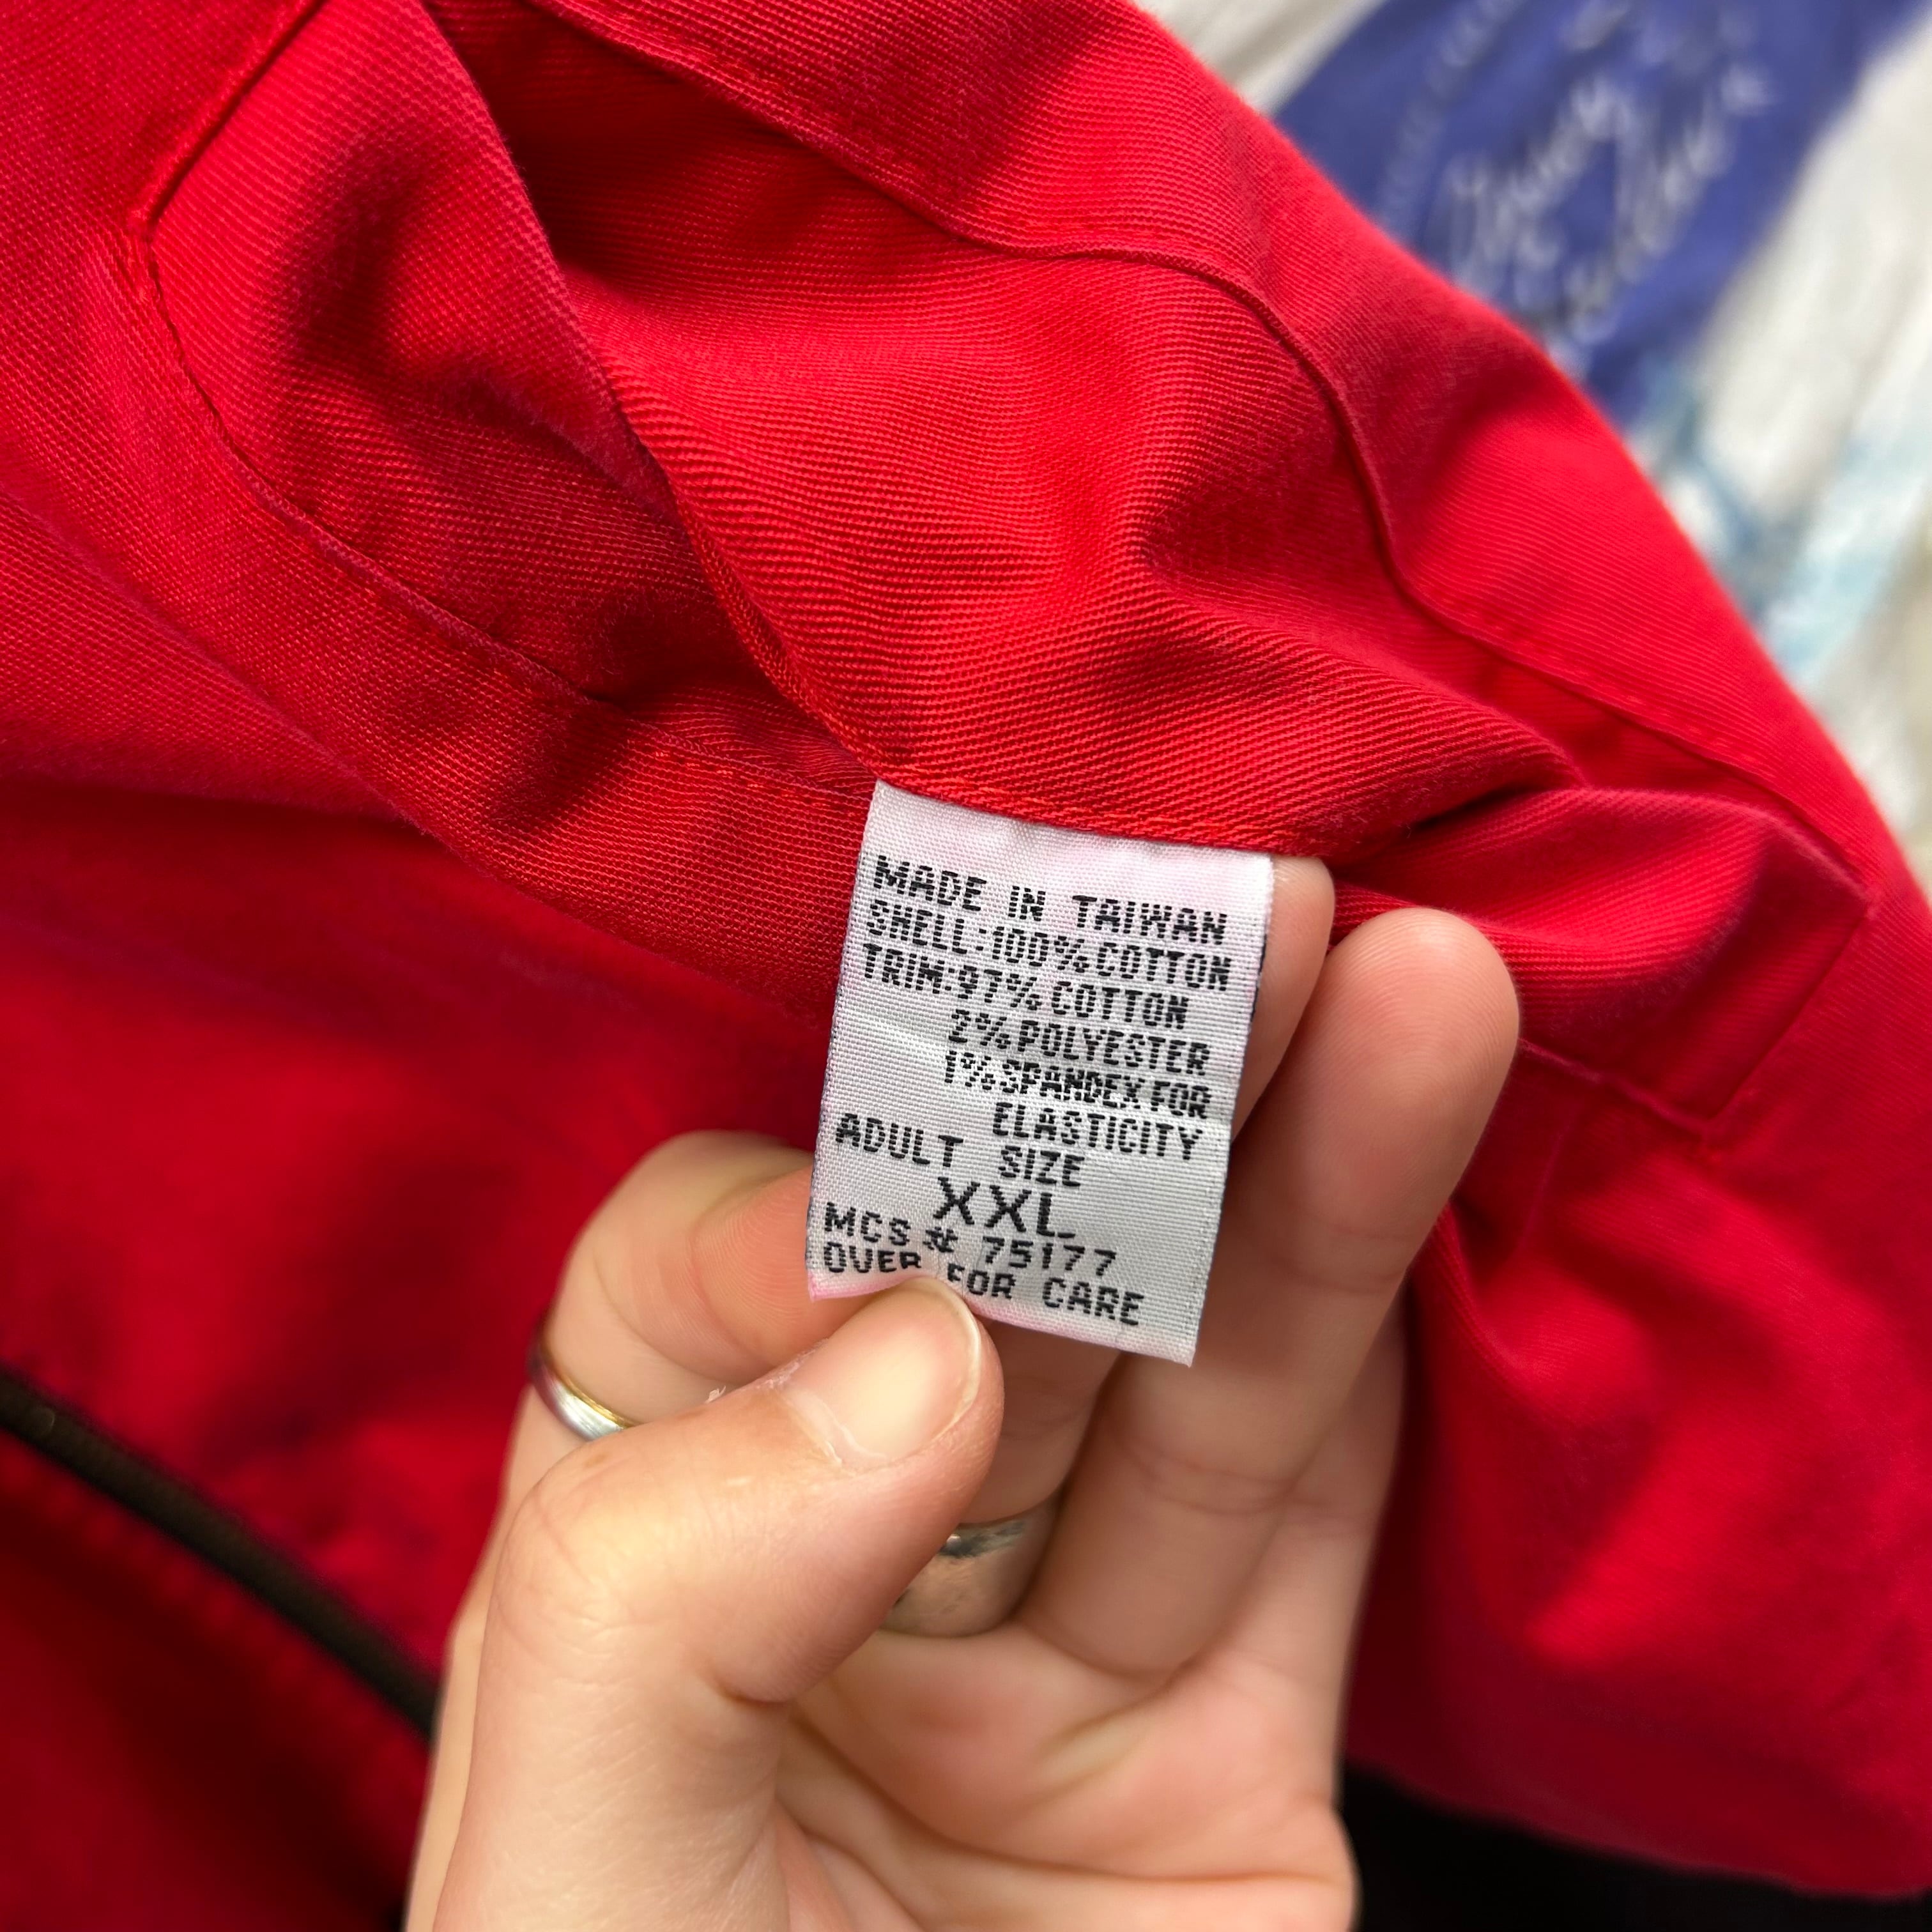 MADE IN TAIWAN
SHELL:100% COTTON
TRIM:97% COTTON
2% POLYESTER
1% SPANDEX FOR
ELASTICITY
ADULT SIZE
XXL
MCS # 75177
OVER FOR CARE